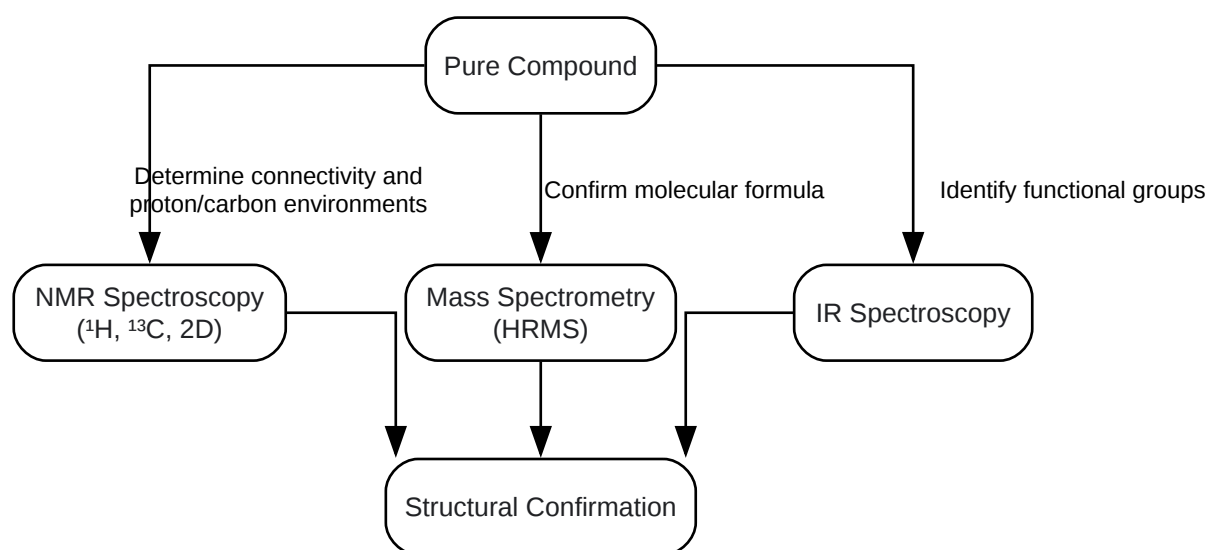 Pure Compound
Determine connectivity and
proton/carbon environments
Confirm molecular formula
Identify functional groups
NMR Spectroscopy
(¹H, ¹³C, 2D)
Mass Spectrometry
(HRMS)
IR Spectroscopy
Structural Confirmation